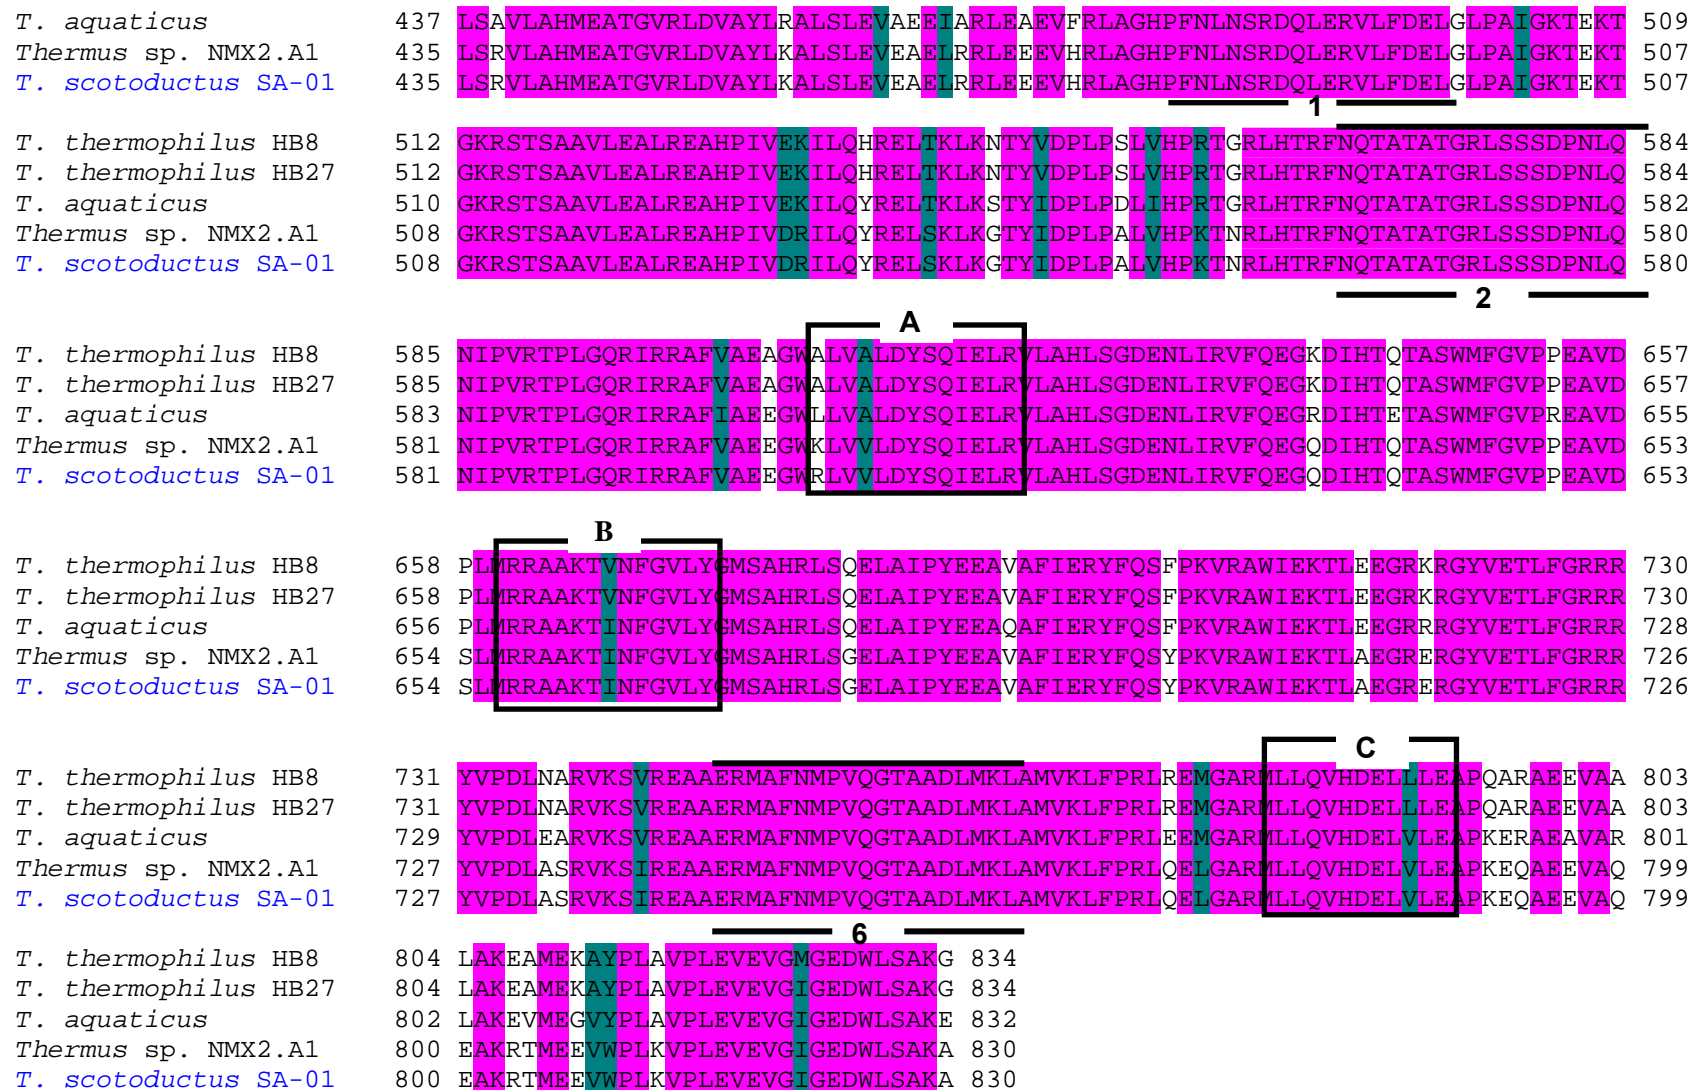 T. aquaticus 437 LSAVLAHMEATGVRLDVAYLRALSLEVAEEIARLEAEVFRLAGHPFNLNSRDQLERVLFDELGLPAIGKTEKT 509
Thermus sp. NMX2.A1 435 LSRVLAHMEATGVRLDVAYLKALSLEVEAELRRLEEEVHRLAGHPFNLNSRDQLERVLFDELGLPAIGKTEKT 507
T. scotoductus SA-01 435 LSRVLAHMEATGVRLDVAYLKALSLEVEAELRRLEEEVHRLAGHPFNLNSRDQLERVLFDELGLPAIGKTEKT 507
1
T. thermophilus HB8 512 GKRSTSAAVLEALREAHPIVEKILQHRELTKLKNTYVDPLPSLVHPRTGRLHTRFNQTATATGRLSSSDPNLQ 584
T. thermophilus HB27 512 GKRSTSAAVLEALREAHPIVEKILQHRELTKLKNTYVDPLPSLVHPRTGRLHTRFNQTATATGRLSSSDPNLQ 584
T. aquaticus 510 GKRSTSAAVLEALREAHPIVEKILQYRELTKLKSTYIDPLPDLIHPRTGRLHTRFNQTATATGRLSSSDPNLQ 582
Thermus sp. NMX2.A1 508 GKRSTSAAVLEALREAHPIVDRILQYRELSKLKGTYIDPLPALVHPKTNRLHTRFNQTATATGRLSSSDPNLQ 580
T. scotoductus SA-01 508 GKRSTSAAVLEALREAHPIVDRILQYRELSKLKGTYIDPLPALVHPKTNRLHTRFNQTATATGRLSSSDPNLQ 580
2
A
T. thermophilus HB8 585 NIPVRTPLGQRIRRAFVAEAGWALVALDYSQIELRVLAHLSGDENLIRVFQEGKDIHTQTASWMFGVPPEAVD 657
T. thermophilus HB27 585 NIPVRTPLGQRIRRAFVAEAGWALVALDYSQIELRVLAHLSGDENLIRVFQEGKDIHTQTASWMFGVPPEAVD 657
T. aquaticus 583 NIPVRTPLGQRIRRAFIAEEGWLLVALDYSQIELRVLAHLSGDENLIRVFQEGRDIHTETASWMFGVPREAVD 655
Thermus sp. NMX2.A1 581 NIPVRTPLGQRIRRAFVAEEGWKLVVLDYSQIELRVLAHLSGDENLIRVFQEGQDIHTQTASWMFGVPPEAVD 653
T. scotoductus SA-01 581 NIPVRTPLGQRIRRAFVAEEGWRLVVLDYSQIELRVLAHLSGDENLIRVFQEGQDIHTQTASWMFGVPPEAVD 653
B
T. thermophilus HB8 658 PLMRRAAKTVNFGVLYGMSAHRLSQELAIPYEEAVAFIERYFQSFPKVRAWIEKTLEEGRKRGYVETLFGRRR 730
T. thermophilus HB27 658 PLMRRAAKTVNFGVLYGMSAHRLSQELAIPYEEAVAFIERYFQSFPKVRAWIEKTLEEGRKRGYVETLFGRRR 730
T. aquaticus 656 PLMRRAAKTINFGVLYGMSAHRLSQELAIPYEEAQAFIERYFQSFPKVRAWIEKTLEEGRRRGYVETLFGRRR 728
Thermus sp. NMX2.A1 654 SLMRRAAKTINFGVLYGMSAHRLSGELAIPYEEAVAFIERYFQSYPKVRAWIEKTLAEGRERGYVETLFGRRR 726
T. scotoductus SA-01 654 SLMRRAAKTINFGVLYGMSAHRLSGELAIPYEEAVAFIERYFQSYPKVRAWIEKTLAEGRERGYVETLFGRRR 726
C
T. thermophilus HB8 731 YVPDLNARVKSVREAAERMAFNMPVQGTAADLMKLAMVKLFPRLREMGARMLLQVHDELLLEAPQARAEEVAA 803
T. thermophilus HB27 731 YVPDLNARVKSVREAAERMAFNMPVQGTAADLMKLAMVKLFPRLREMGARMLLQVHDELLLEAPQARAEEVAA 803
T. aquaticus 729 YVPDLEARVKSVREAAERMAFNMPVQGTAADLMKLAMVKLFPRLEEMGARMLLQVHDELVLEAPKERAEAVAR 801
Thermus sp. NMX2.A1 727 YVPDLASRVKSIREAAERMAFNMPVQGTAADLMKLAMVKLFPRLQELGARMLLQVHDELVLEAPKEQAEEVAQ 799
T. scotoductus SA-01 727 YVPDLASRVKSIREAAERMAFNMPVQGTAADLMKLAMVKLFPRLQELGARMLLQVHDELVLEAPKEQAEEVAQ 799
6
T. thermophilus HB8 804 LAKEAMEKAYPLAVPLEVEVGMGEDWLSAKG 834
T. thermophilus HB27 804 LAKEAMEKAYPLAVPLEVEVGIGEDWLSAKG 834
T. aquaticus 802 LAKEVMEGVYPLAVPLEVEVGIGEDWLSAKE 832
Thermus sp. NMX2.A1 800 EAKRTMEEVWPLKVPLEVEVGIGEDWLSAKA 830
T. scotoductus SA-01 800 EAKRTMEEVWPLKVPLEVEVGIGEDWLSAKA 830